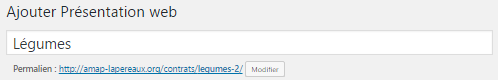 Ajouter Présentation web
Légumes
Permalien : http://amap-lapereaux.org/contrats/legumes-2/ Modifier